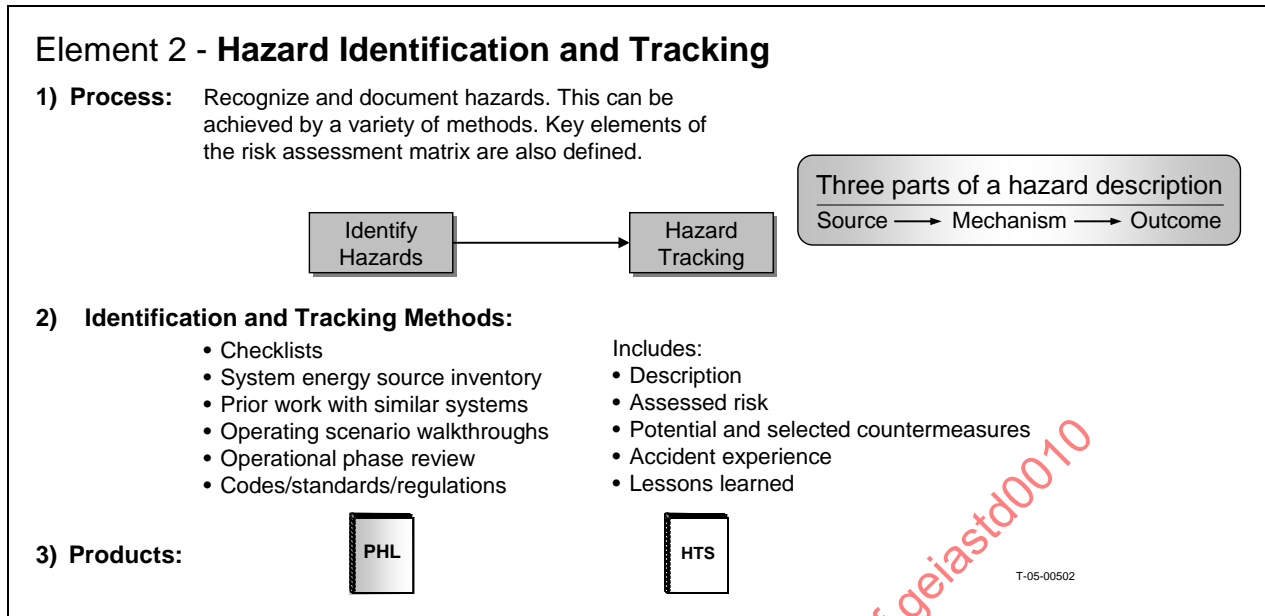 Element 2 - Hazard Identification and Tracking
1) Process: Recognize and document hazards. This can be
achieved by a variety of methods. Key elements of
the risk assessment matrix are also defined.
Three parts of a hazard description
Source Mechanism Outcome
Identify
Hazards
Hazard
Tracking
2) Identification and Tracking Methods:
• Checklists
• System energy source inventory
• Prior work with similar systems
• Operating scenario walkthroughs
• Operational phase review
• Codes/standards/regulations
Includes:
• Description
• Assessed risk
• Potential and selected countermeasures
• Accident experience
• Lessons learned
3) Products:
PHL
HTS
T-05-00502
geiastd0010